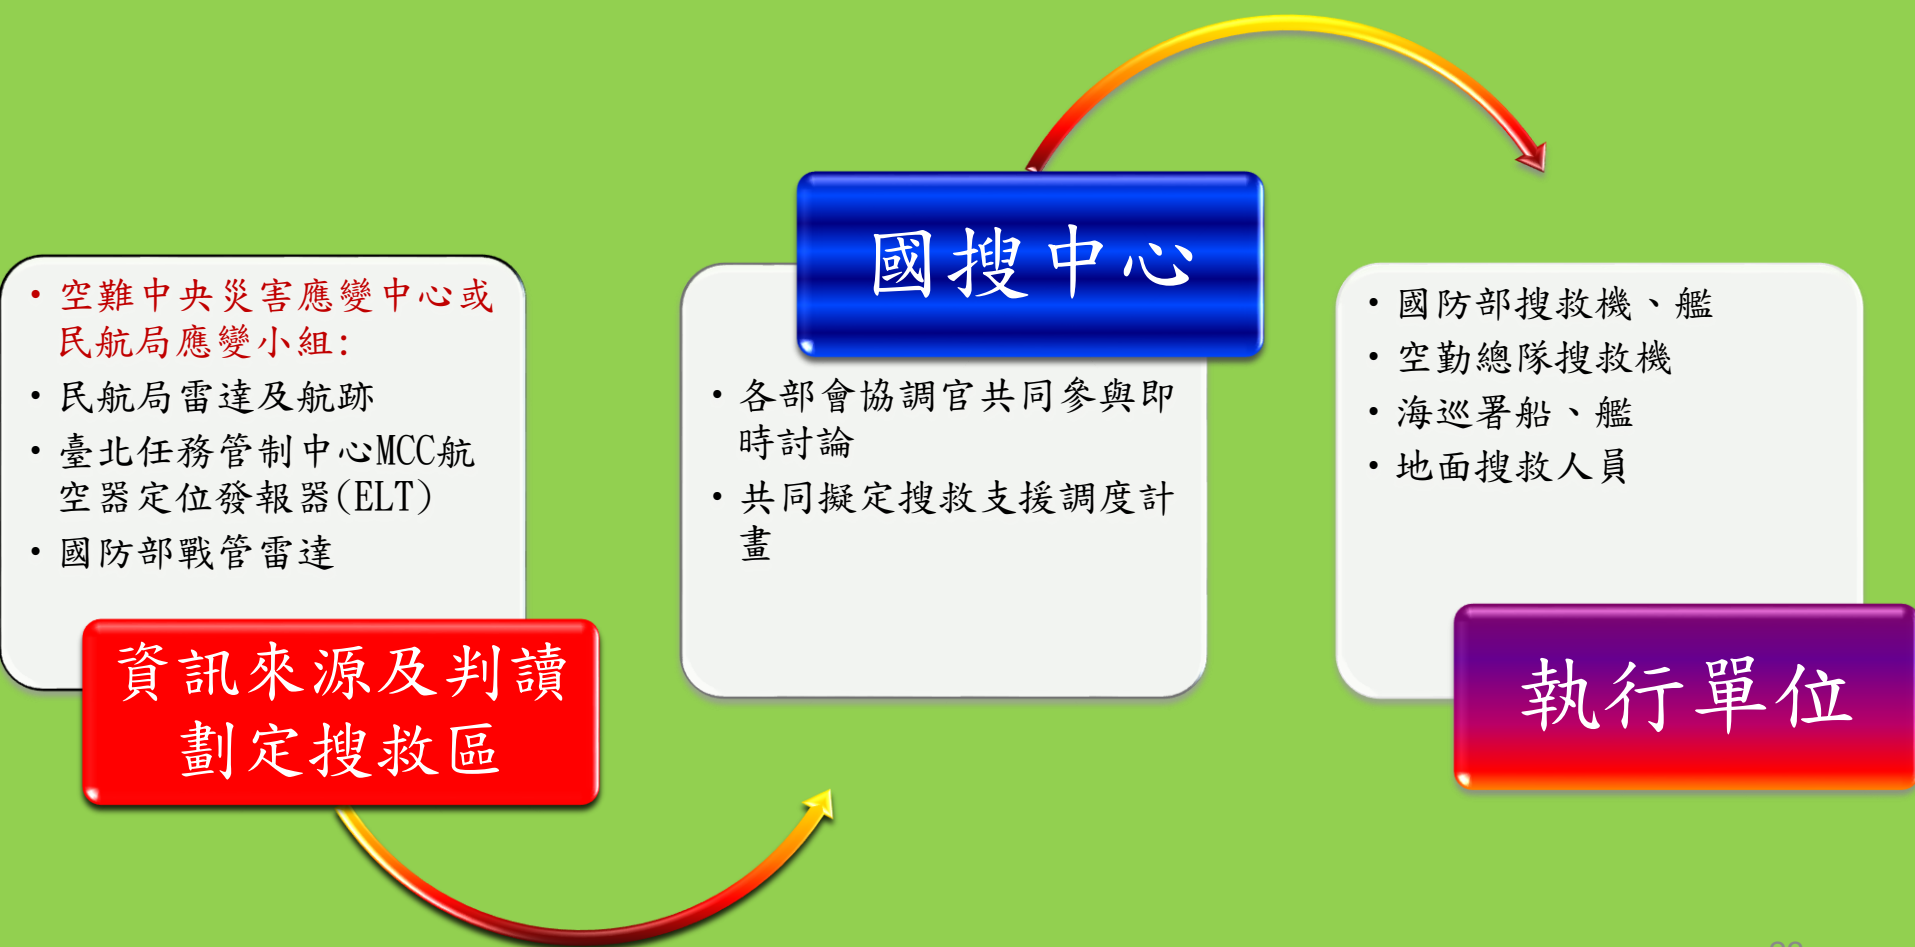 • 空難中央災害應變中心或
民航局應變小組:
• 民航局雷達及航跡
• 臺北任務管制中心MCC航
空器定位發報器(ELT)
• 國防部戰管雷達
資訊來源及判讀
劃定搜救區
國搜中心
• 各部會協調官共同參與即
時討論
• 共同擬定搜救支援調度計
畫
• 國防部搜救機、艦
• 空勤總隊搜救機
• 海巡署船、艦
• 地面搜救人員
執行單位